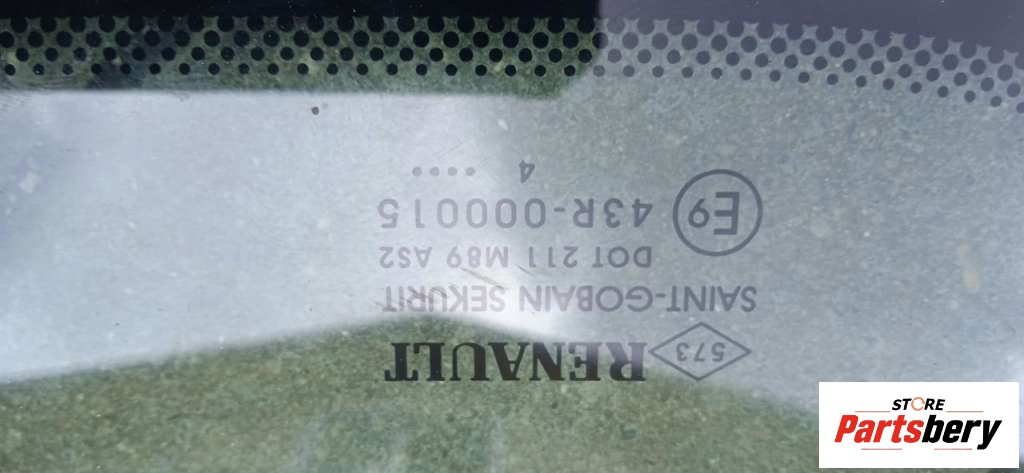 573 RENAULT
SAINT-GOBAIN SEKURIT
DOT 211 M89 AS2
E9 43R-000015
4 ....
STORE
Partsbery